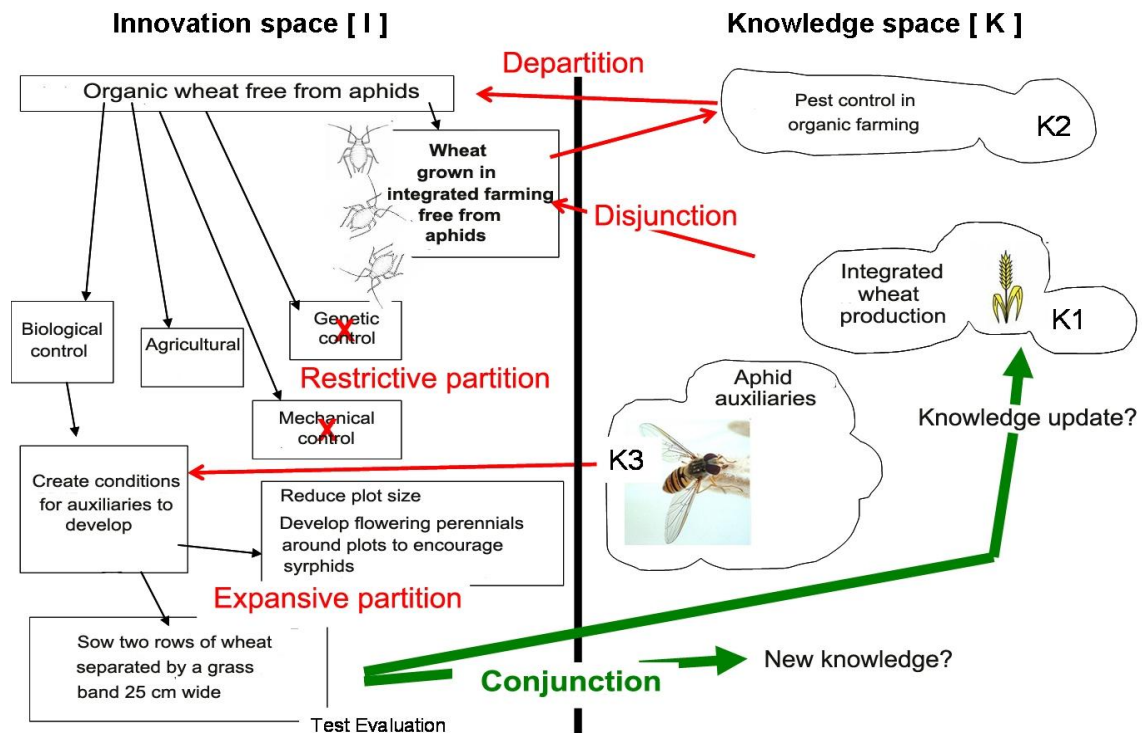 Innovation space [ I ]
Knowledge space [ K ]
Departition
Organic wheat free from aphids
Pest control in
organic farming
K2
Wheat
grown in
integrated farming
free from
aphids
Disjunction
Integrated
wheat
production
K1
Biological
control
Agricultural
Genetic
control
X
Restrictive partition
Aphid
auxiliaries
Mechanical
control
X
Knowledge update?
K3
Create conditions
for auxiliaries to
develop
Reduce plot size
Develop flowering perennials
around plots to encourage
syrphids
Expansive partition
Sow two rows of wheat
separated by a grass
band 25 cm wide
Conjunction
New knowledge?
Test Evaluation